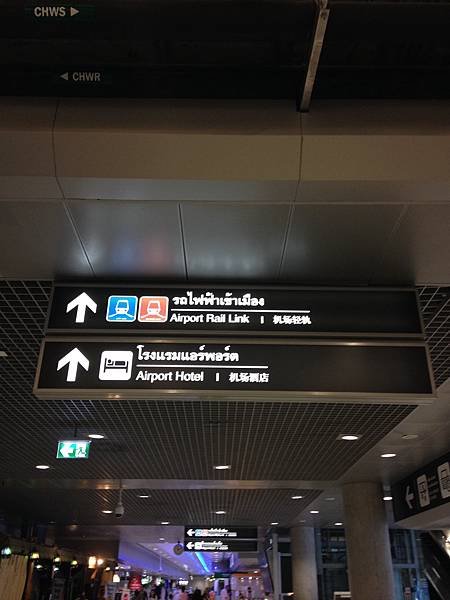 CHWS
CHWR
รถไฟฟ้าเข้าเมือง
Airport Rail Link | 机场轻轨
โรงแรมแอร์พอร์ต
Airport Hotel | 机场酒店